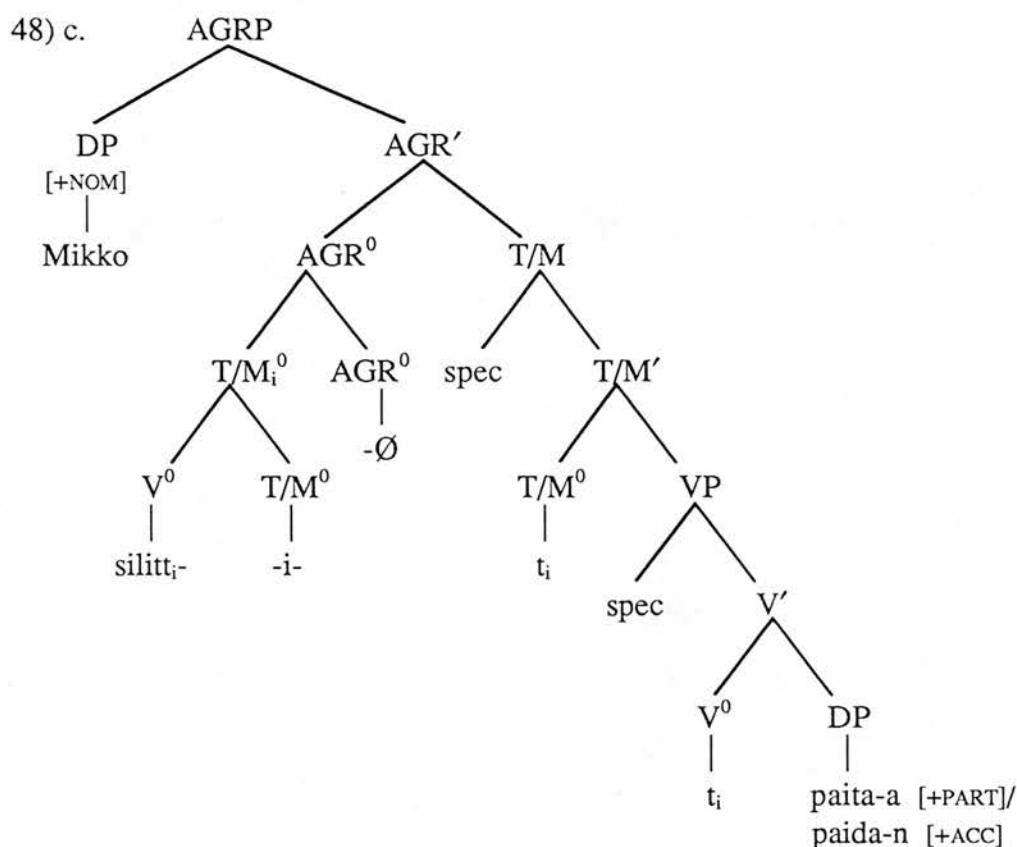 48) c. AGRP
DP AGR′
[+NOM]
Mikko AGR⁰ T/M
T/Mᵢ⁰ AGR⁰ spec T/M′
-Ø
V⁰ T/M⁰ T/M⁰ VP
silittᵢ- -i- tᵢ spec V′
V⁰ DP
tᵢ paita-a [+PART]/
paida-n [+ACC]